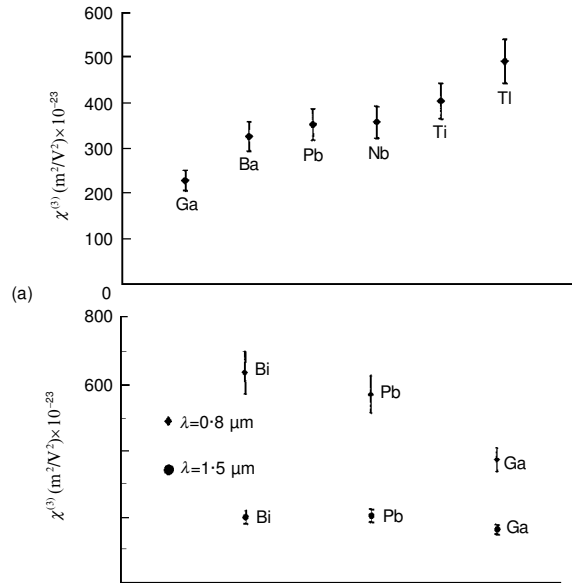 600
500
400
300
200
100
0
χ⁽³⁾ (m²/V²)×10⁻²³
Ga
Ba
Pb
Nb
Ti
Tl
(a)
800
600
χ⁽³⁾ (m²/V²)×10⁻²³
Bi
Pb
Ga
λ=0·8 μm
λ=1·5 μm
Bi
Pb
Ga